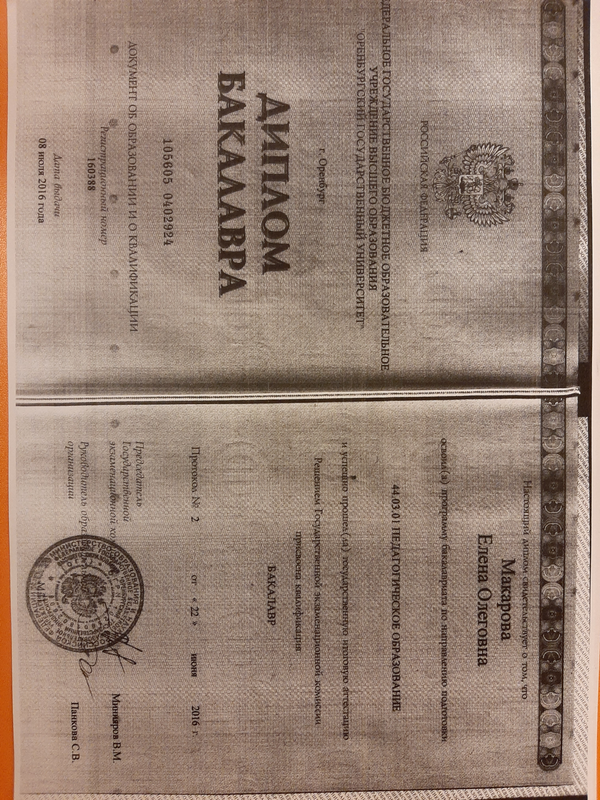 РОССИЙСКАЯ ФЕДЕРАЦИЯ
ДЕРАЛЬНОЕ ГОСУДАРСТВЕННОЕ БЮДЖЕТНОЕ ОБРАЗОВАТЕЛЬНОЕ
УЧРЕЖДЕНИЕ ВЫСШЕГО ОБРАЗОВАНИЯ
"ОРЕНБУРГСКИЙ ГОСУДАРСТВЕННЫЙ УНИВЕРСИТЕТ"
г. Оренбург
ДИПЛОМ
БАКАЛАВРА
105605 0402924
ДОКУМЕНТ ОБ ОБРАЗОВАНИИ И О КВАЛИФИКАЦИИ
Регистрационный номер
160388
Дата выдачи
08 июля 2016 года
Настоящий диплом свидетельствует о том, что
Макарова
Елена Олеговна
освоил(а) программу бакалавриата по направлению подготовки
44.03.01 ПЕДАГОГИЧЕСКОЕ ОБРАЗОВАНИЕ
и успешно прошел(ла) государственную итоговую аттестацию
Решением Государственной экзаменационной комиссии
присвоена квалификация
БАКАЛАВР
Протокол № 2 от « 22 » июня 2016 г.
Председатель
Государственной
экзаменационной
Минияров В.М.
Руководитель
организации
Панкова С.В.